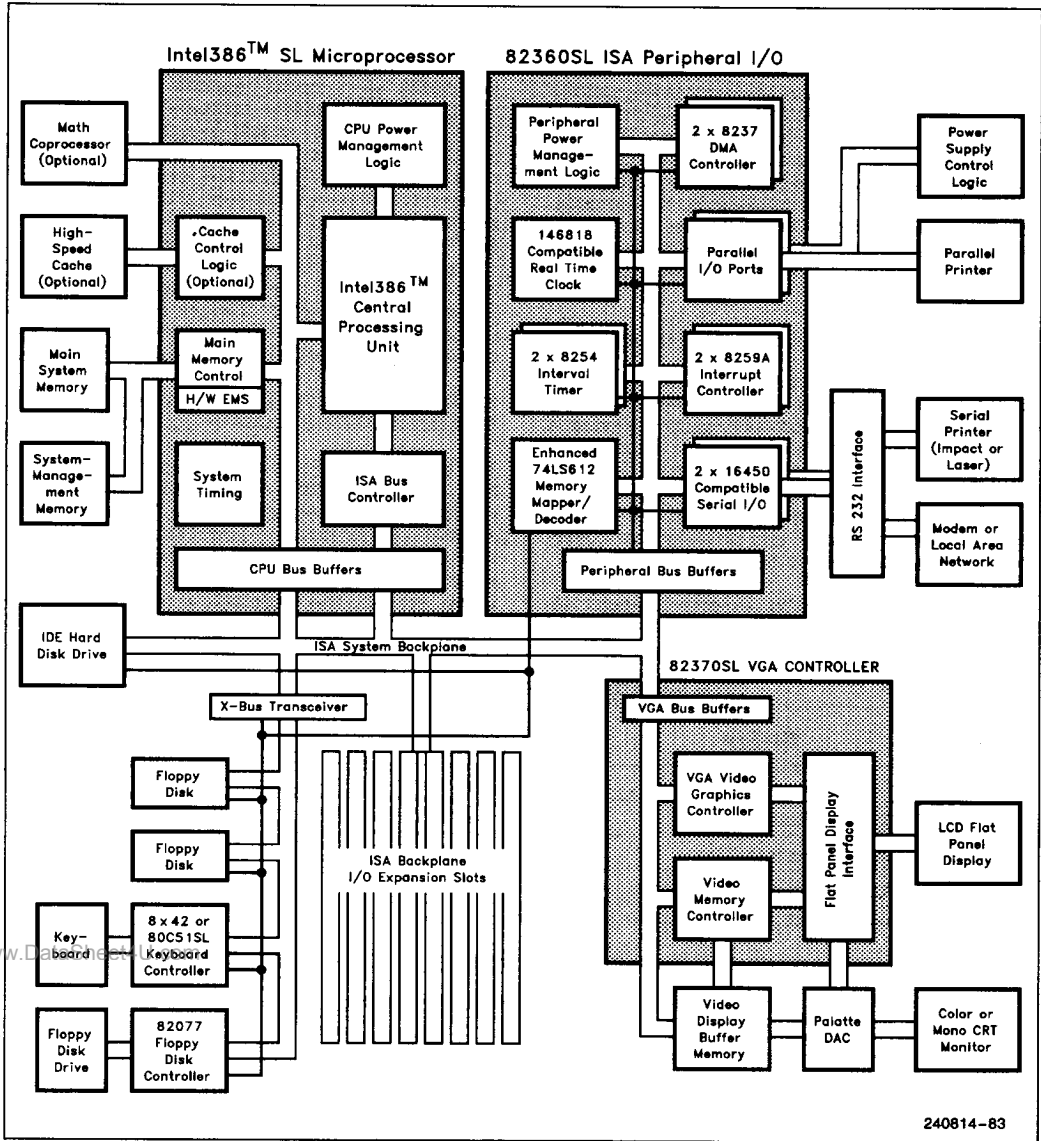 Intel386™ SL Microprocessor
82360SL ISA Peripheral I/O
Math
Coprocessor
(Optional)
High-
Speed
Cache
(Optional)
Main
System
Memory
System-
Manage-
ment
Memory
CPU Power
Management
Logic
.Cache
Control
Logic
(Optional)
Intel386™
Central
Processing
Unit
Main
Memory
Control
H/W EMS
System
Timing
ISA Bus
Controller
CPU Bus Buffers
Peripheral
Power
Manage-
ment Logic
2 x 8237
DMA
Controller
146818
Compatible
Real Time
Clock
Parallel
I/O Ports
2 x 8254
Interval
Timer
2 x 8259A
Interrupt
Controller
Enhanced
74LS612
Memory
Mapper/
Decoder
2 x 16450
Compatible
Serial I/O
Peripheral Bus Buffers
Power
Supply
Control
Logic
Parallel
Printer
RS 232 Interface
Serial
Printer
(Impact or
Laser)
Modem or
Local Area
Network
IDE Hard
Disk Drive
ISA System Backplane
X-Bus Transceiver
Floppy
Disk
Floppy
Disk
Key-
board
8 x 42 or
80C51SL
Keyboard
Controller
Floppy
Disk
Drive
82077
Floppy
Disk
Controller
ISA Backplane
I/O Expansion Slots
82370SL VGA CONTROLLER
VGA Bus Buffers
VGA Video
Graphics
Controller
Video
Memory
Controller
Flat Panel Display
Interface
LCD Flat
Panel
Display
Video
Display
Buffer
Memory
Palatte
DAC
Color or
Mono CRT
Monitor
w.DataSheet4U.com
240814-83